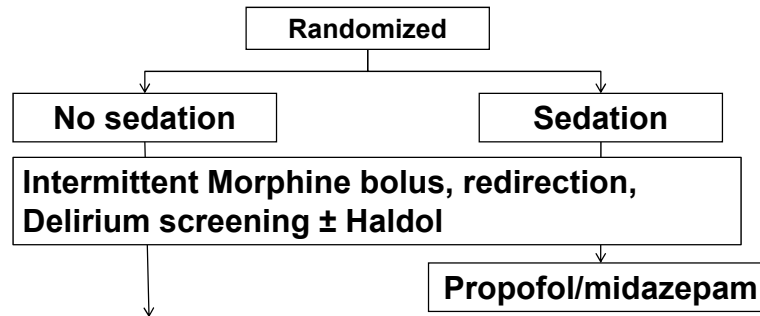 Randomized
No sedation
Sedation
Intermittent Morphine bolus, redirection,
Delirium screening ± Haldol
Propofol/midazepam